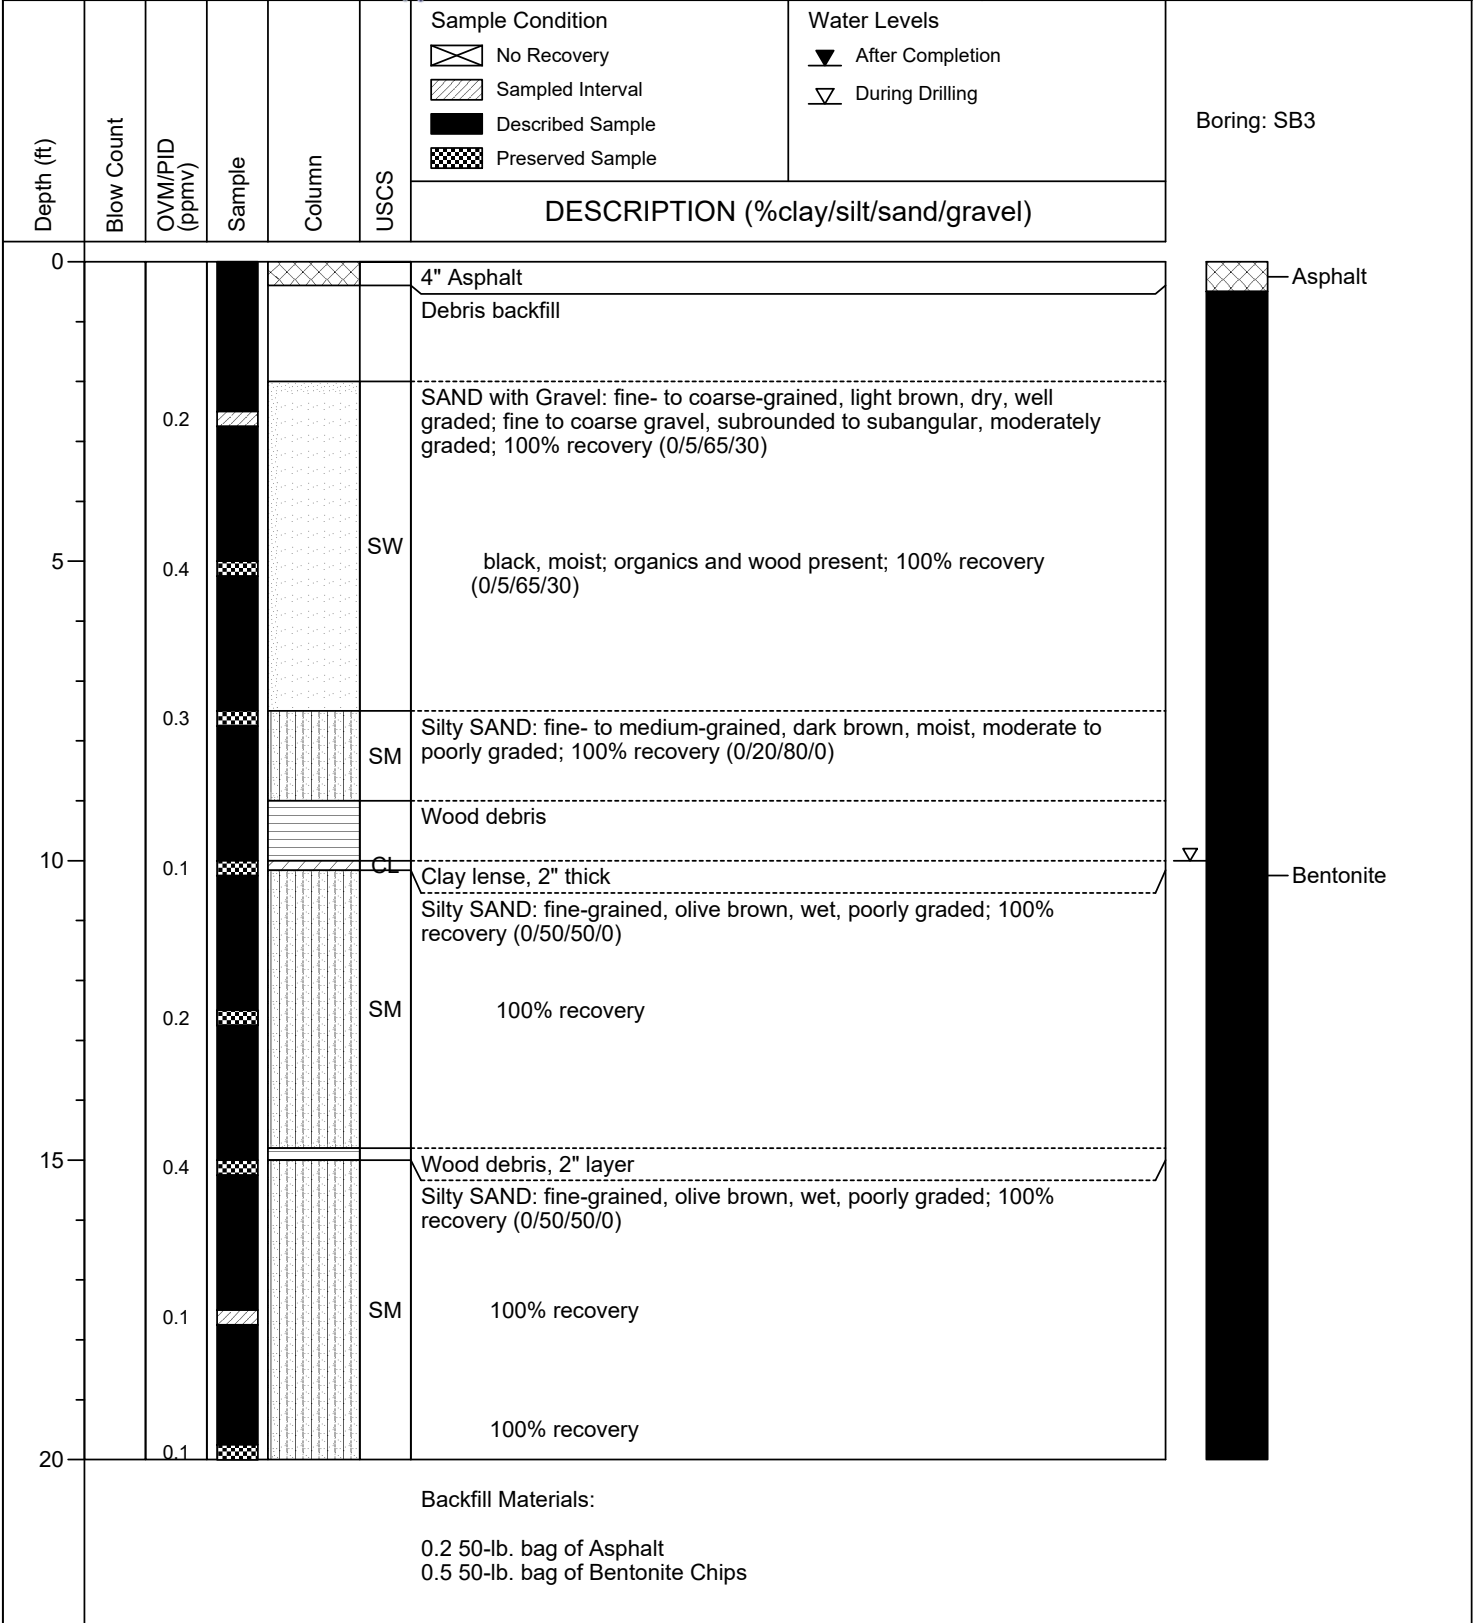 Sample Condition
No Recovery
Sampled Interval
Described Sample
Preserved Sample
Water Levels
After Completion
During Drilling
Boring: SB3
Depth (ft)
Blow Count
OVM/PID
(ppmv)
Sample
Column
USCS
DESCRIPTION (%clay/silt/sand/gravel)
0
4" Asphalt
Asphalt
Debris backfill
SAND with Gravel: fine- to coarse-grained, light brown, dry, well
graded; fine to coarse gravel, subrounded to subangular, moderately
graded; 100% recovery (0/5/65/30)
0.2
SW
5
0.4
black, moist; organics and wood present; 100% recovery
(0/5/65/30)
0.3
Silty SAND: fine- to medium-grained, dark brown, moist, moderate to
poorly graded; 100% recovery (0/20/80/0)
SM
Wood debris
10
0.1
CL
Clay lense, 2" thick
Bentonite
Silty SAND: fine-grained, olive brown, wet, poorly graded; 100%
recovery (0/50/50/0)
0.2
SM
100% recovery
15
0.4
Wood debris, 2" layer
Silty SAND: fine-grained, olive brown, wet, poorly graded; 100%
recovery (0/50/50/0)
0.1
SM
100% recovery
100% recovery
0.1
20
Backfill Materials:
0.2 50-lb. bag of Asphalt
0.5 50-lb. bag of Bentonite Chips